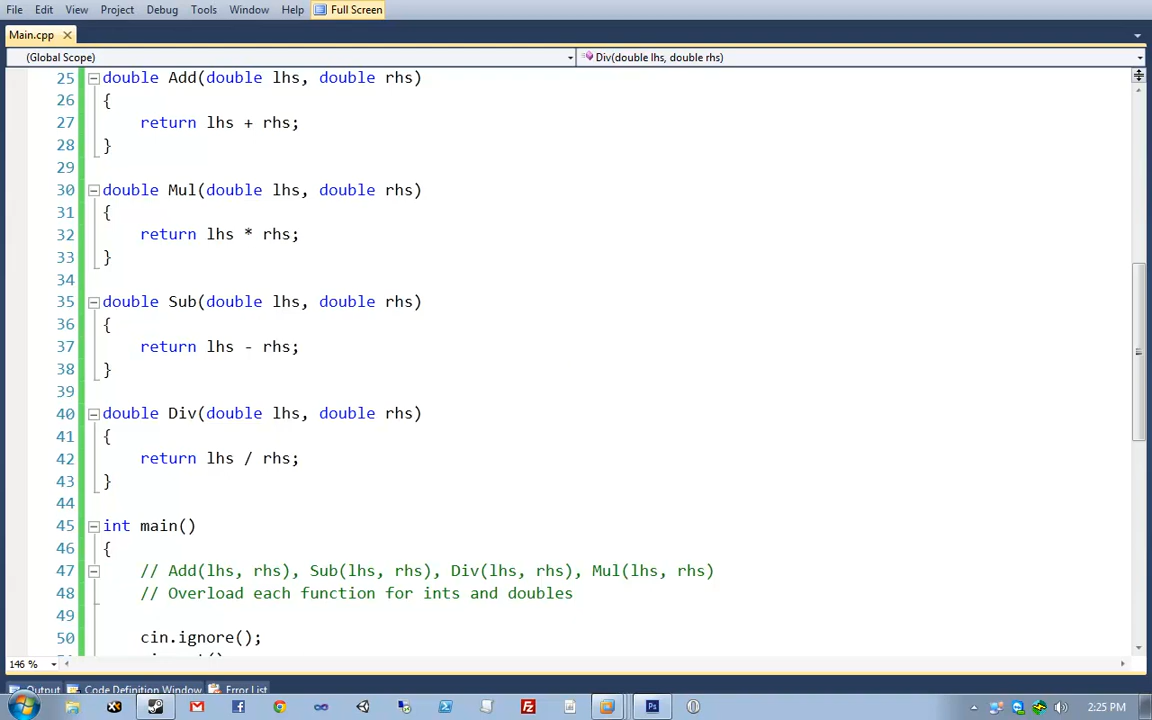 File Edit View Project Debug Tools Window Help Full Screen
Main.cpp
(Global Scope) Div(double lhs, double rhs)
25 double Add(double lhs, double rhs)
26 {
27 return lhs + rhs;
28 }
29
30 double Mul(double lhs, double rhs)
31 {
32 return lhs * rhs;
33 }
34
35 double Sub(double lhs, double rhs)
36 {
37 return lhs - rhs;
38 }
39
40 double Div(double lhs, double rhs)
41 {
42 return lhs / rhs;
43 }
44
45 int main()
46 {
47 // Add(lhs, rhs), Sub(lhs, rhs), Div(lhs, rhs), Mul(lhs, rhs)
48 // Overload each function for ints and doubles
49
50 cin.ignore();
146 %
Output Code Definition Window Error List
Ps 2:25 PM